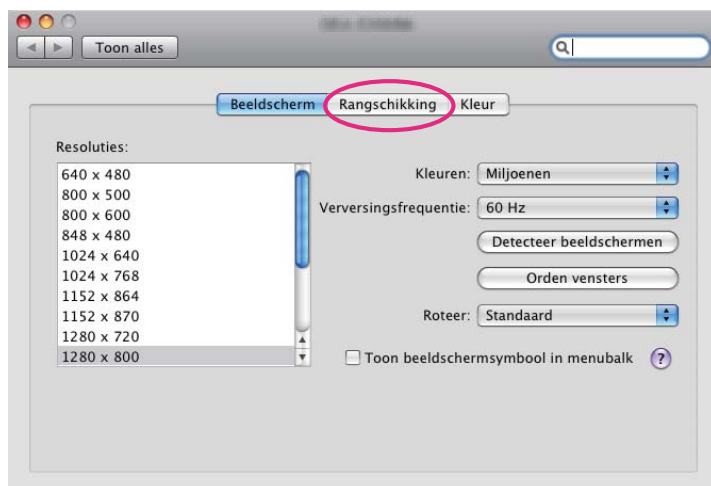 Toon alles
Beeldscherm Rangschikking Kleur
Resoluties:
640 x 480
800 x 500
800 x 600
848 x 480
1024 x 640
1024 x 768
1152 x 864
1152 x 870
1280 x 720
1280 x 800
Kleuren: Miljoenen
Verversingsfrequentie: 60 Hz
Detecteer beeldschermen
Orden vensters
Roteer: Standaard
Toon beeldschermsymbool in menubalk ?